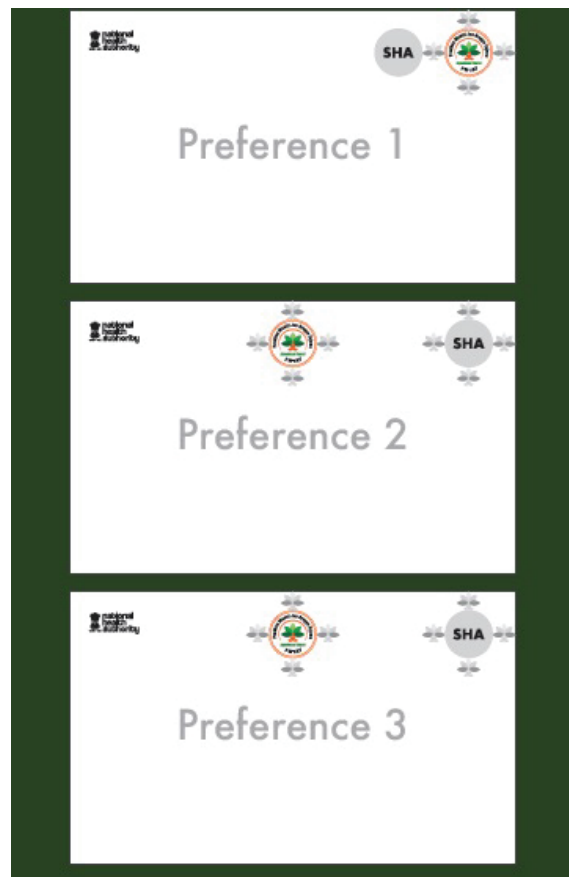 national
health
authority
SHA
Preference 1
national
health
authority
SHA
Preference 2
national
health
authority
SHA
Preference 3